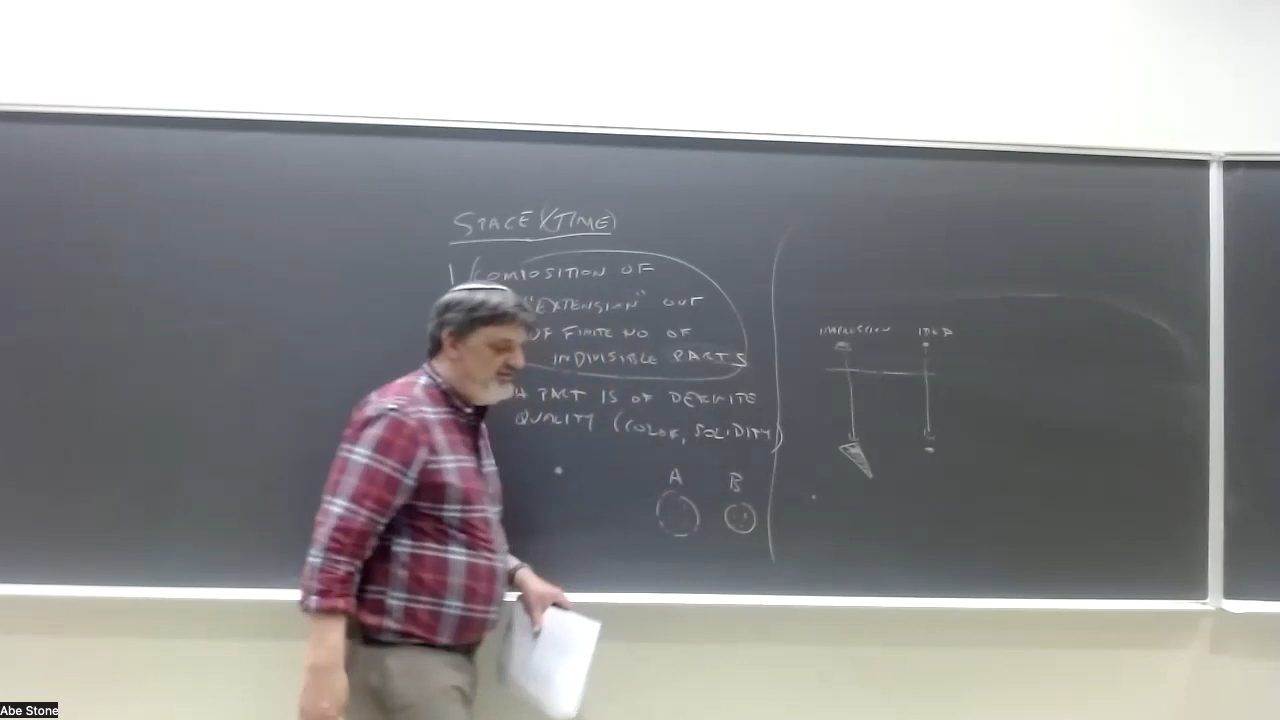 SPACE (TIME)
1/ COMPOSITION OF
"EXTENSION" OUT
OF FINITE NO OF
INDIVISIBLE PARTS
PART IS OF DEFINITE
QUALITY (COLOR, SOLIDITY)
A B
IMPRESSION IDEA
Abe Stone